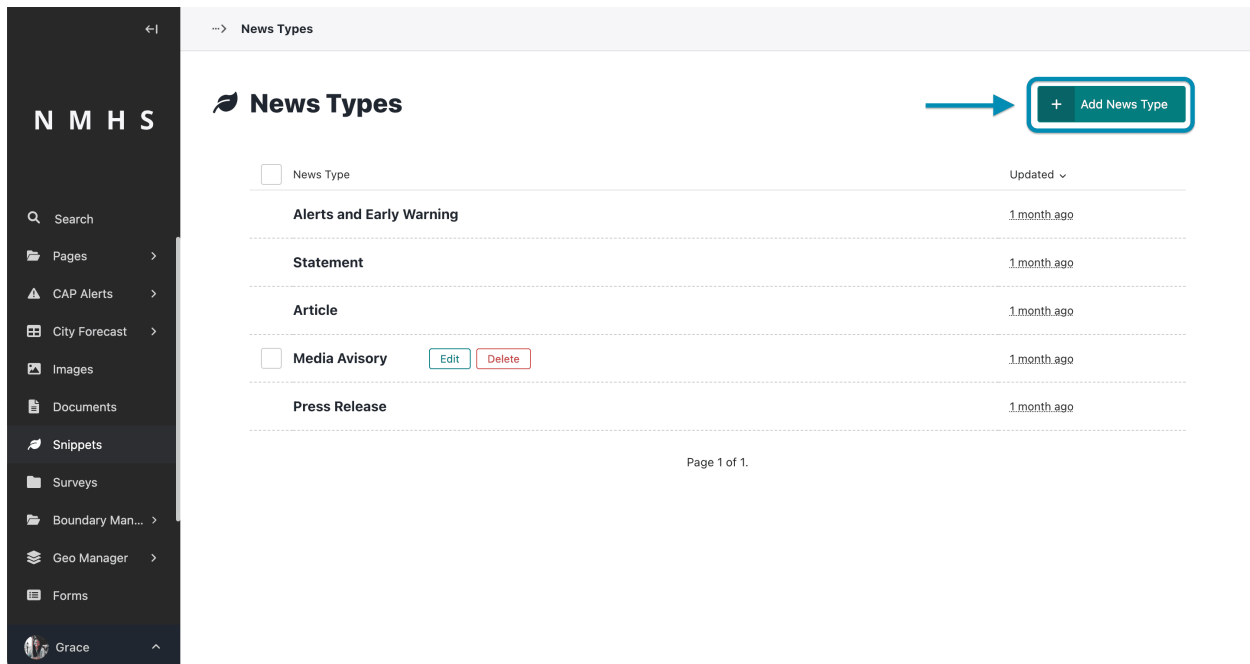 News Types
N M H S
Search
Pages
CAP Alerts
City Forecast
Images
Documents
Snippets
Surveys
Boundary Man...
Geo Manager
Forms
Grace
News Types
+ Add News Type
News Type Updated
Alerts and Early Warning 1 month ago
Statement 1 month ago
Article 1 month ago
Media Avisory Edit Delete 1 month ago
Press Release 1 month ago
Page 1 of 1.